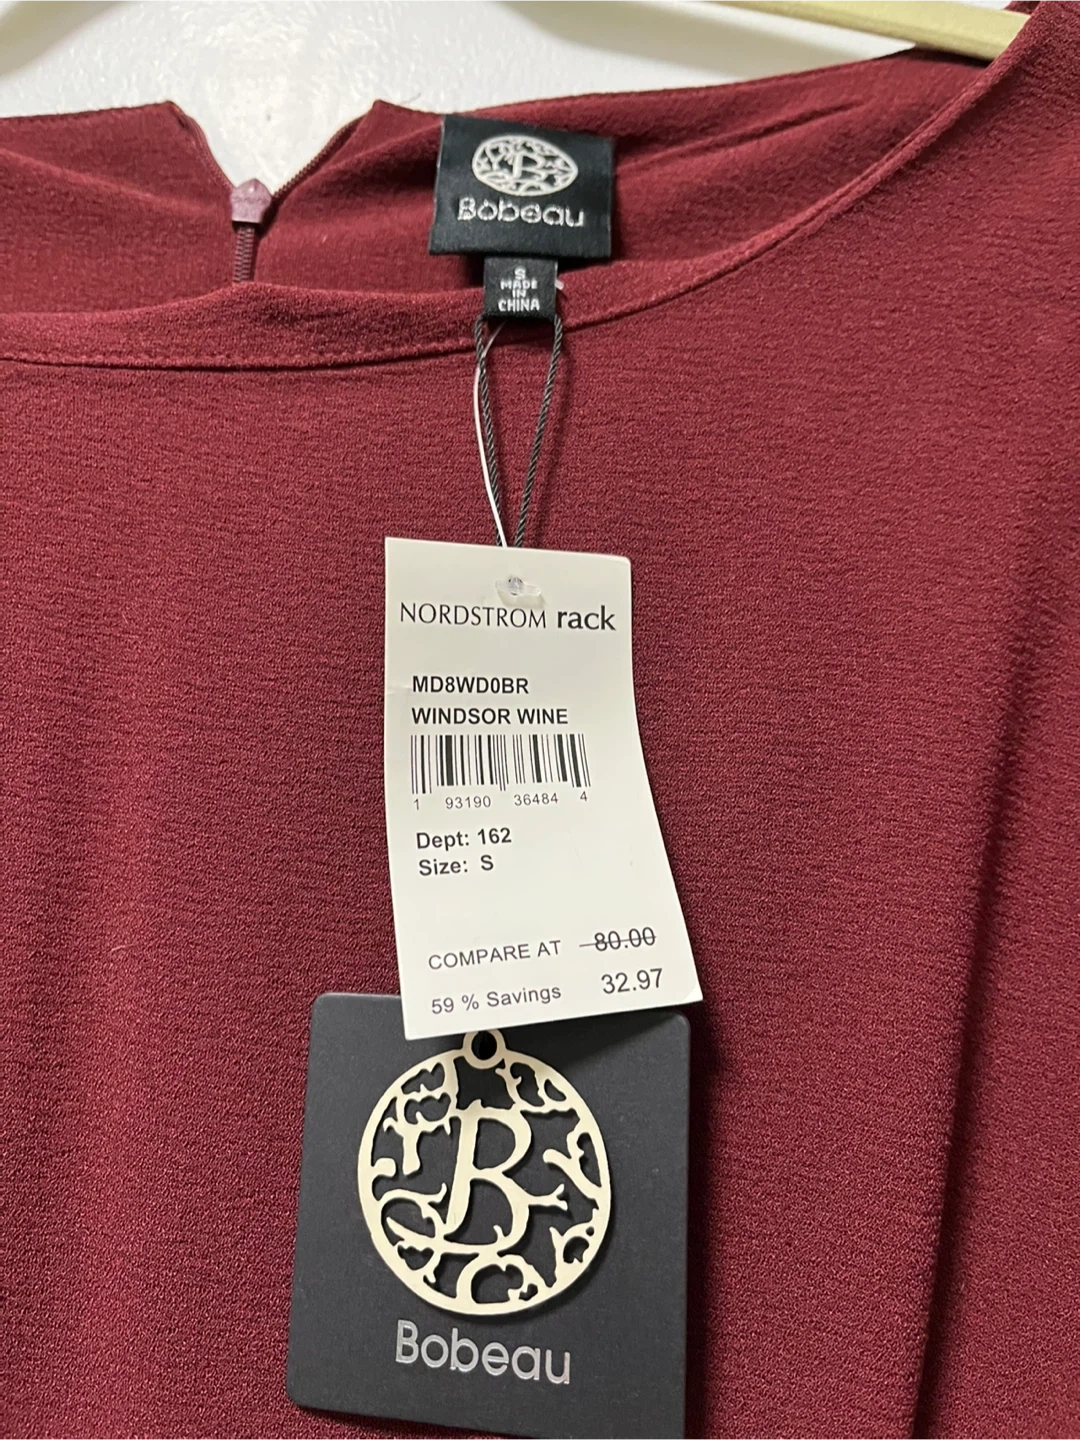 B
Bobeau
S
MADE
IN
CHINA
NORDSTROM rack
MD8WD0BR
WINDSOR WINE
1 93190 36484 4
Dept: 162
Size: S
COMPARE AT 80.00
59 % Savings 32.97
B
Bobeau